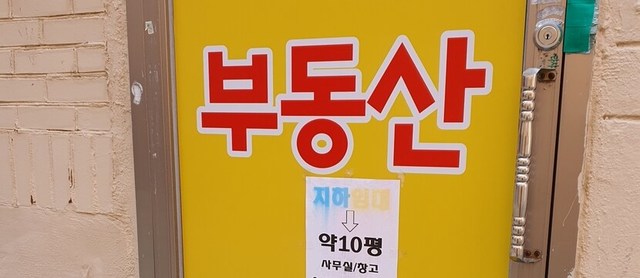 부동산
지하임대
약10평
사무실/창고